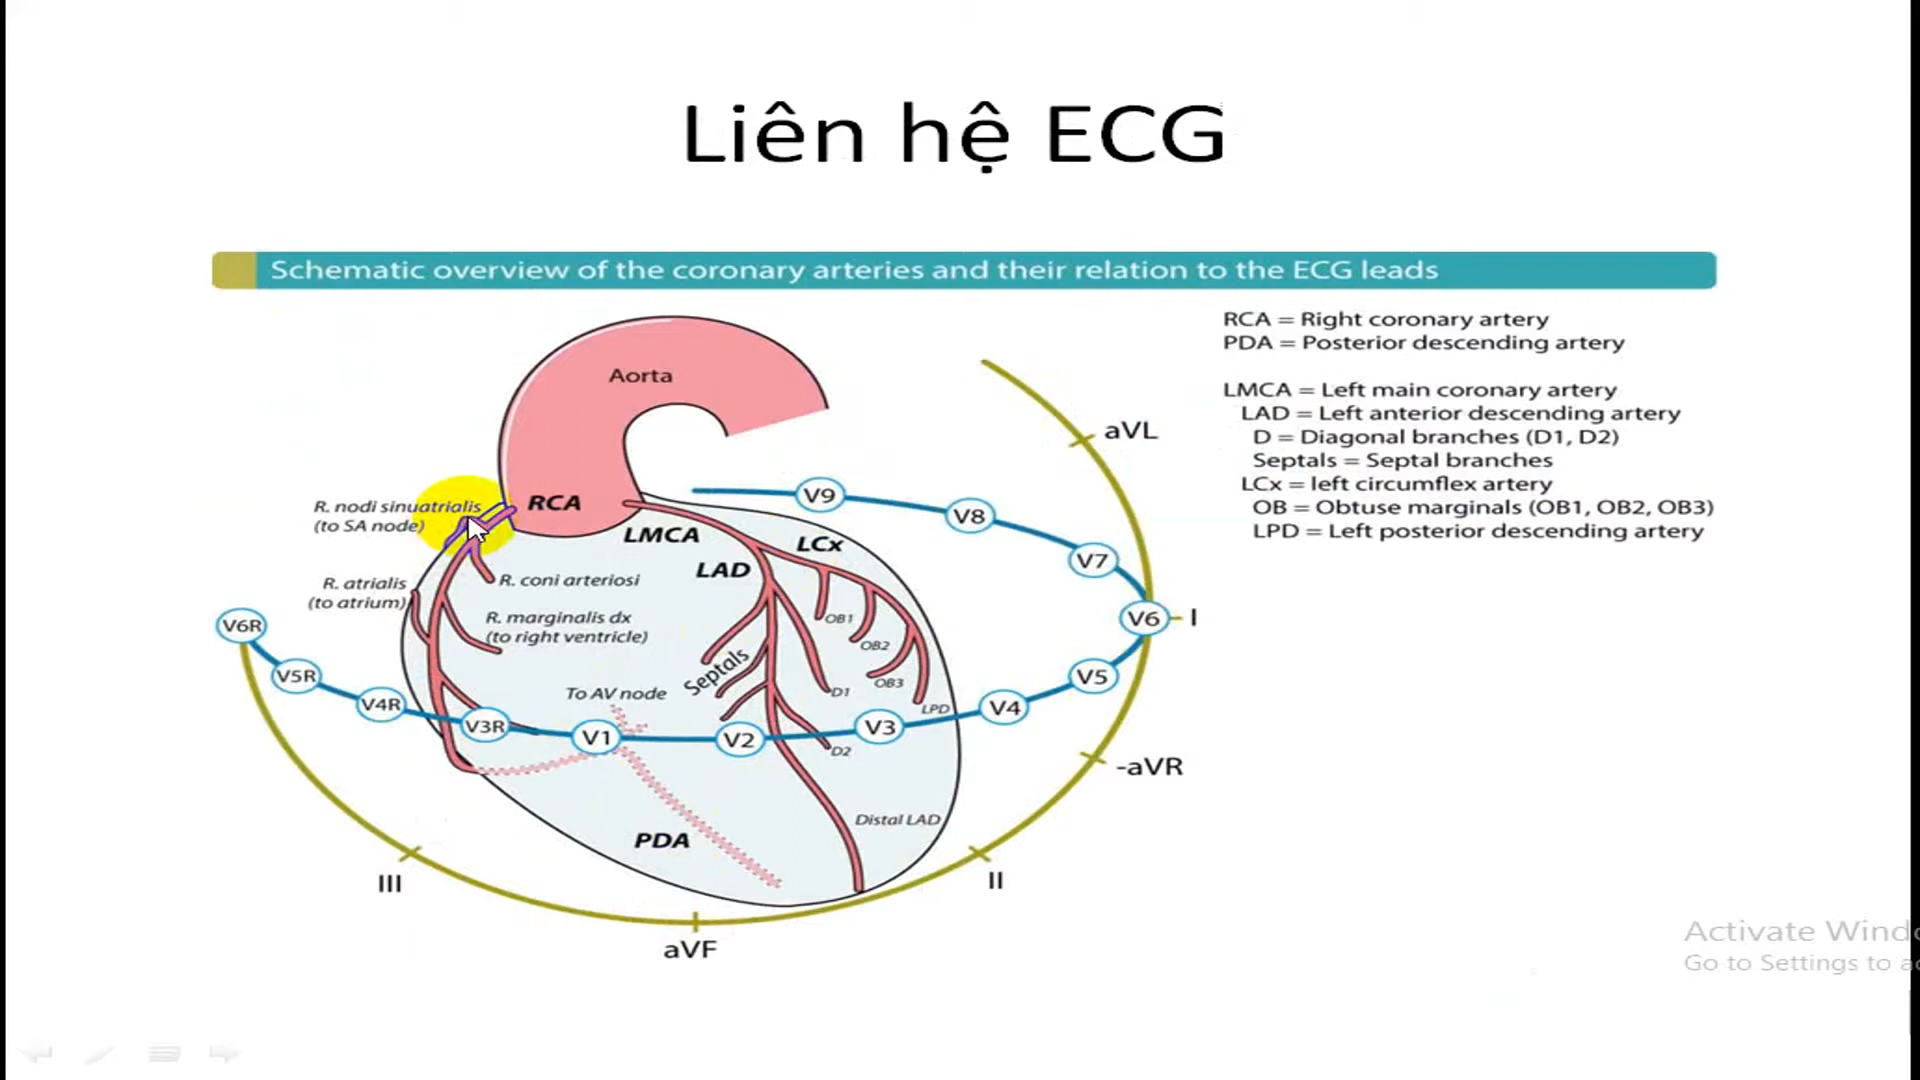 Liên hệ ECG
Schematic overview of the coronary arteries and their relation to the ECG leads
RCA = Right coronary artery
PDA = Posterior descending artery
LMCA = Left main coronary artery
LAD = Left anterior descending artery
D = Diagonal branches (D1, D2)
Septals = Septal branches
LCx = left circumflex artery
OB = Obtuse marginals (OB1, OB2, OB3)
LPD = Left posterior descending artery
Aorta
aVL
R. nodi sinuatrialis
(to SA node)
RCA
LMCA
LCx
LAD
V9
V8
V7
R. atrialis
(to atrium)
R. coni arteriosi
R. marginalis dx
(to right ventricle)
OB1
OB2
OB3
V6R
V6
I
V5R
V5
V4R
V4
V3R
V3
To AV node
Septals
D1
LPD
V1
V2
D2
-aVR
Distal LAD
PDA
III
II
aVF
Activate Wind
Go to Settings to a